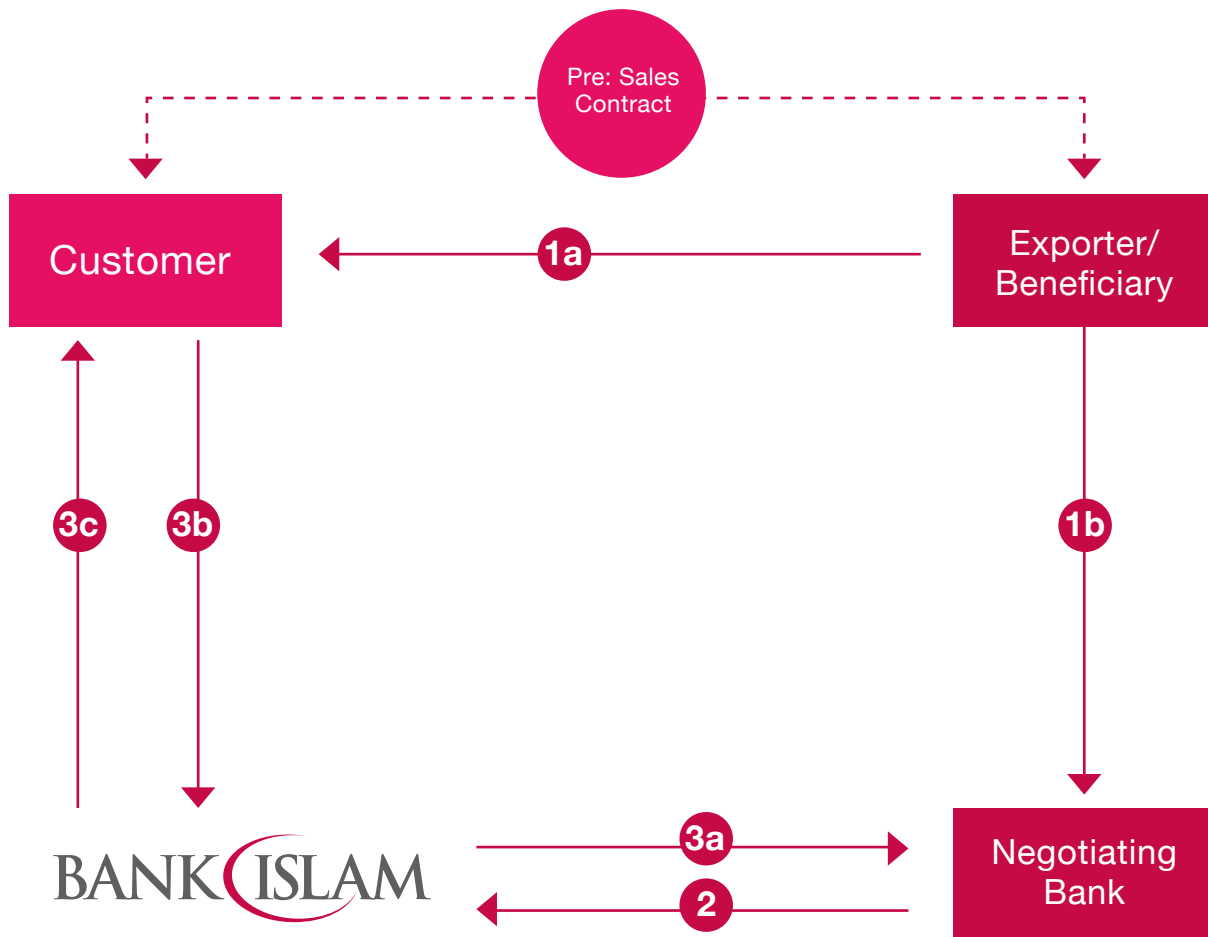 Pre: Sales
Contract
Customer
1a
Exporter/
Beneficiary
3c
3b
1b
BANK ISLAM
3a
2
Negotiating
Bank